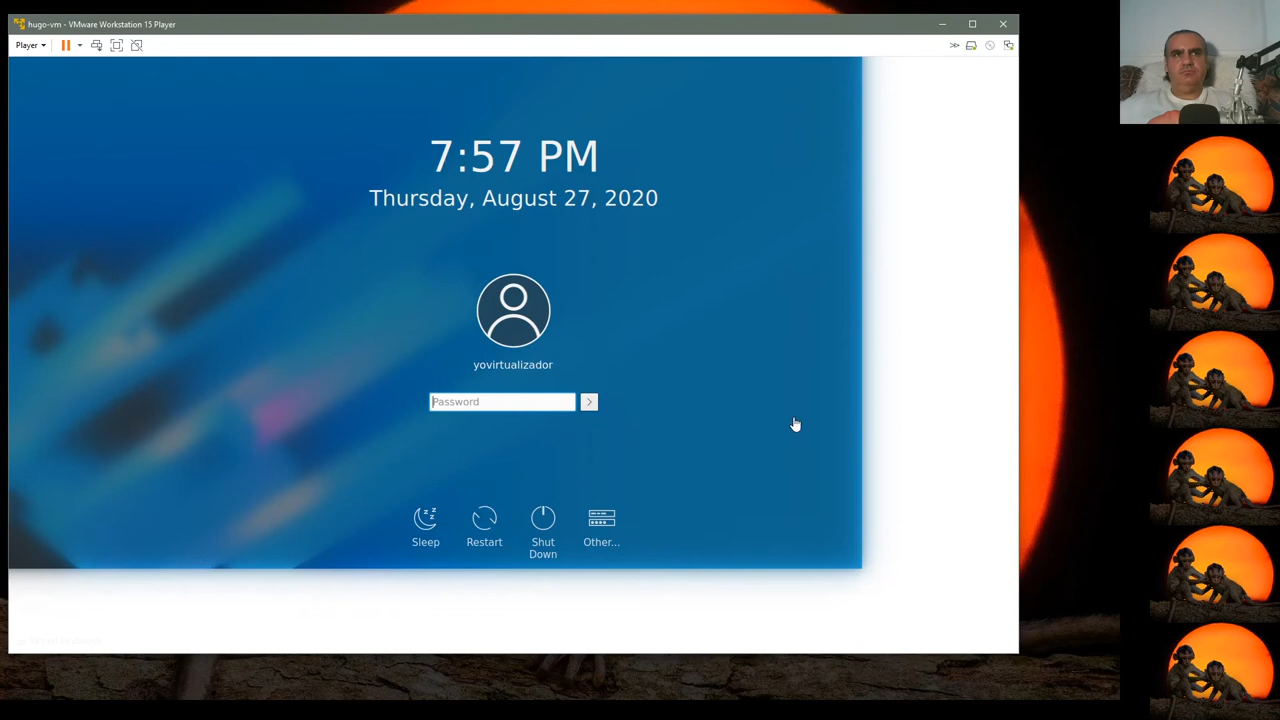 hugo-vm - VMware Workstation 15 Player
Player
7:57 PM
Thursday, August 27, 2020
yovirtualizador
Password
Sleep
Restart
Shut
Down
Other...